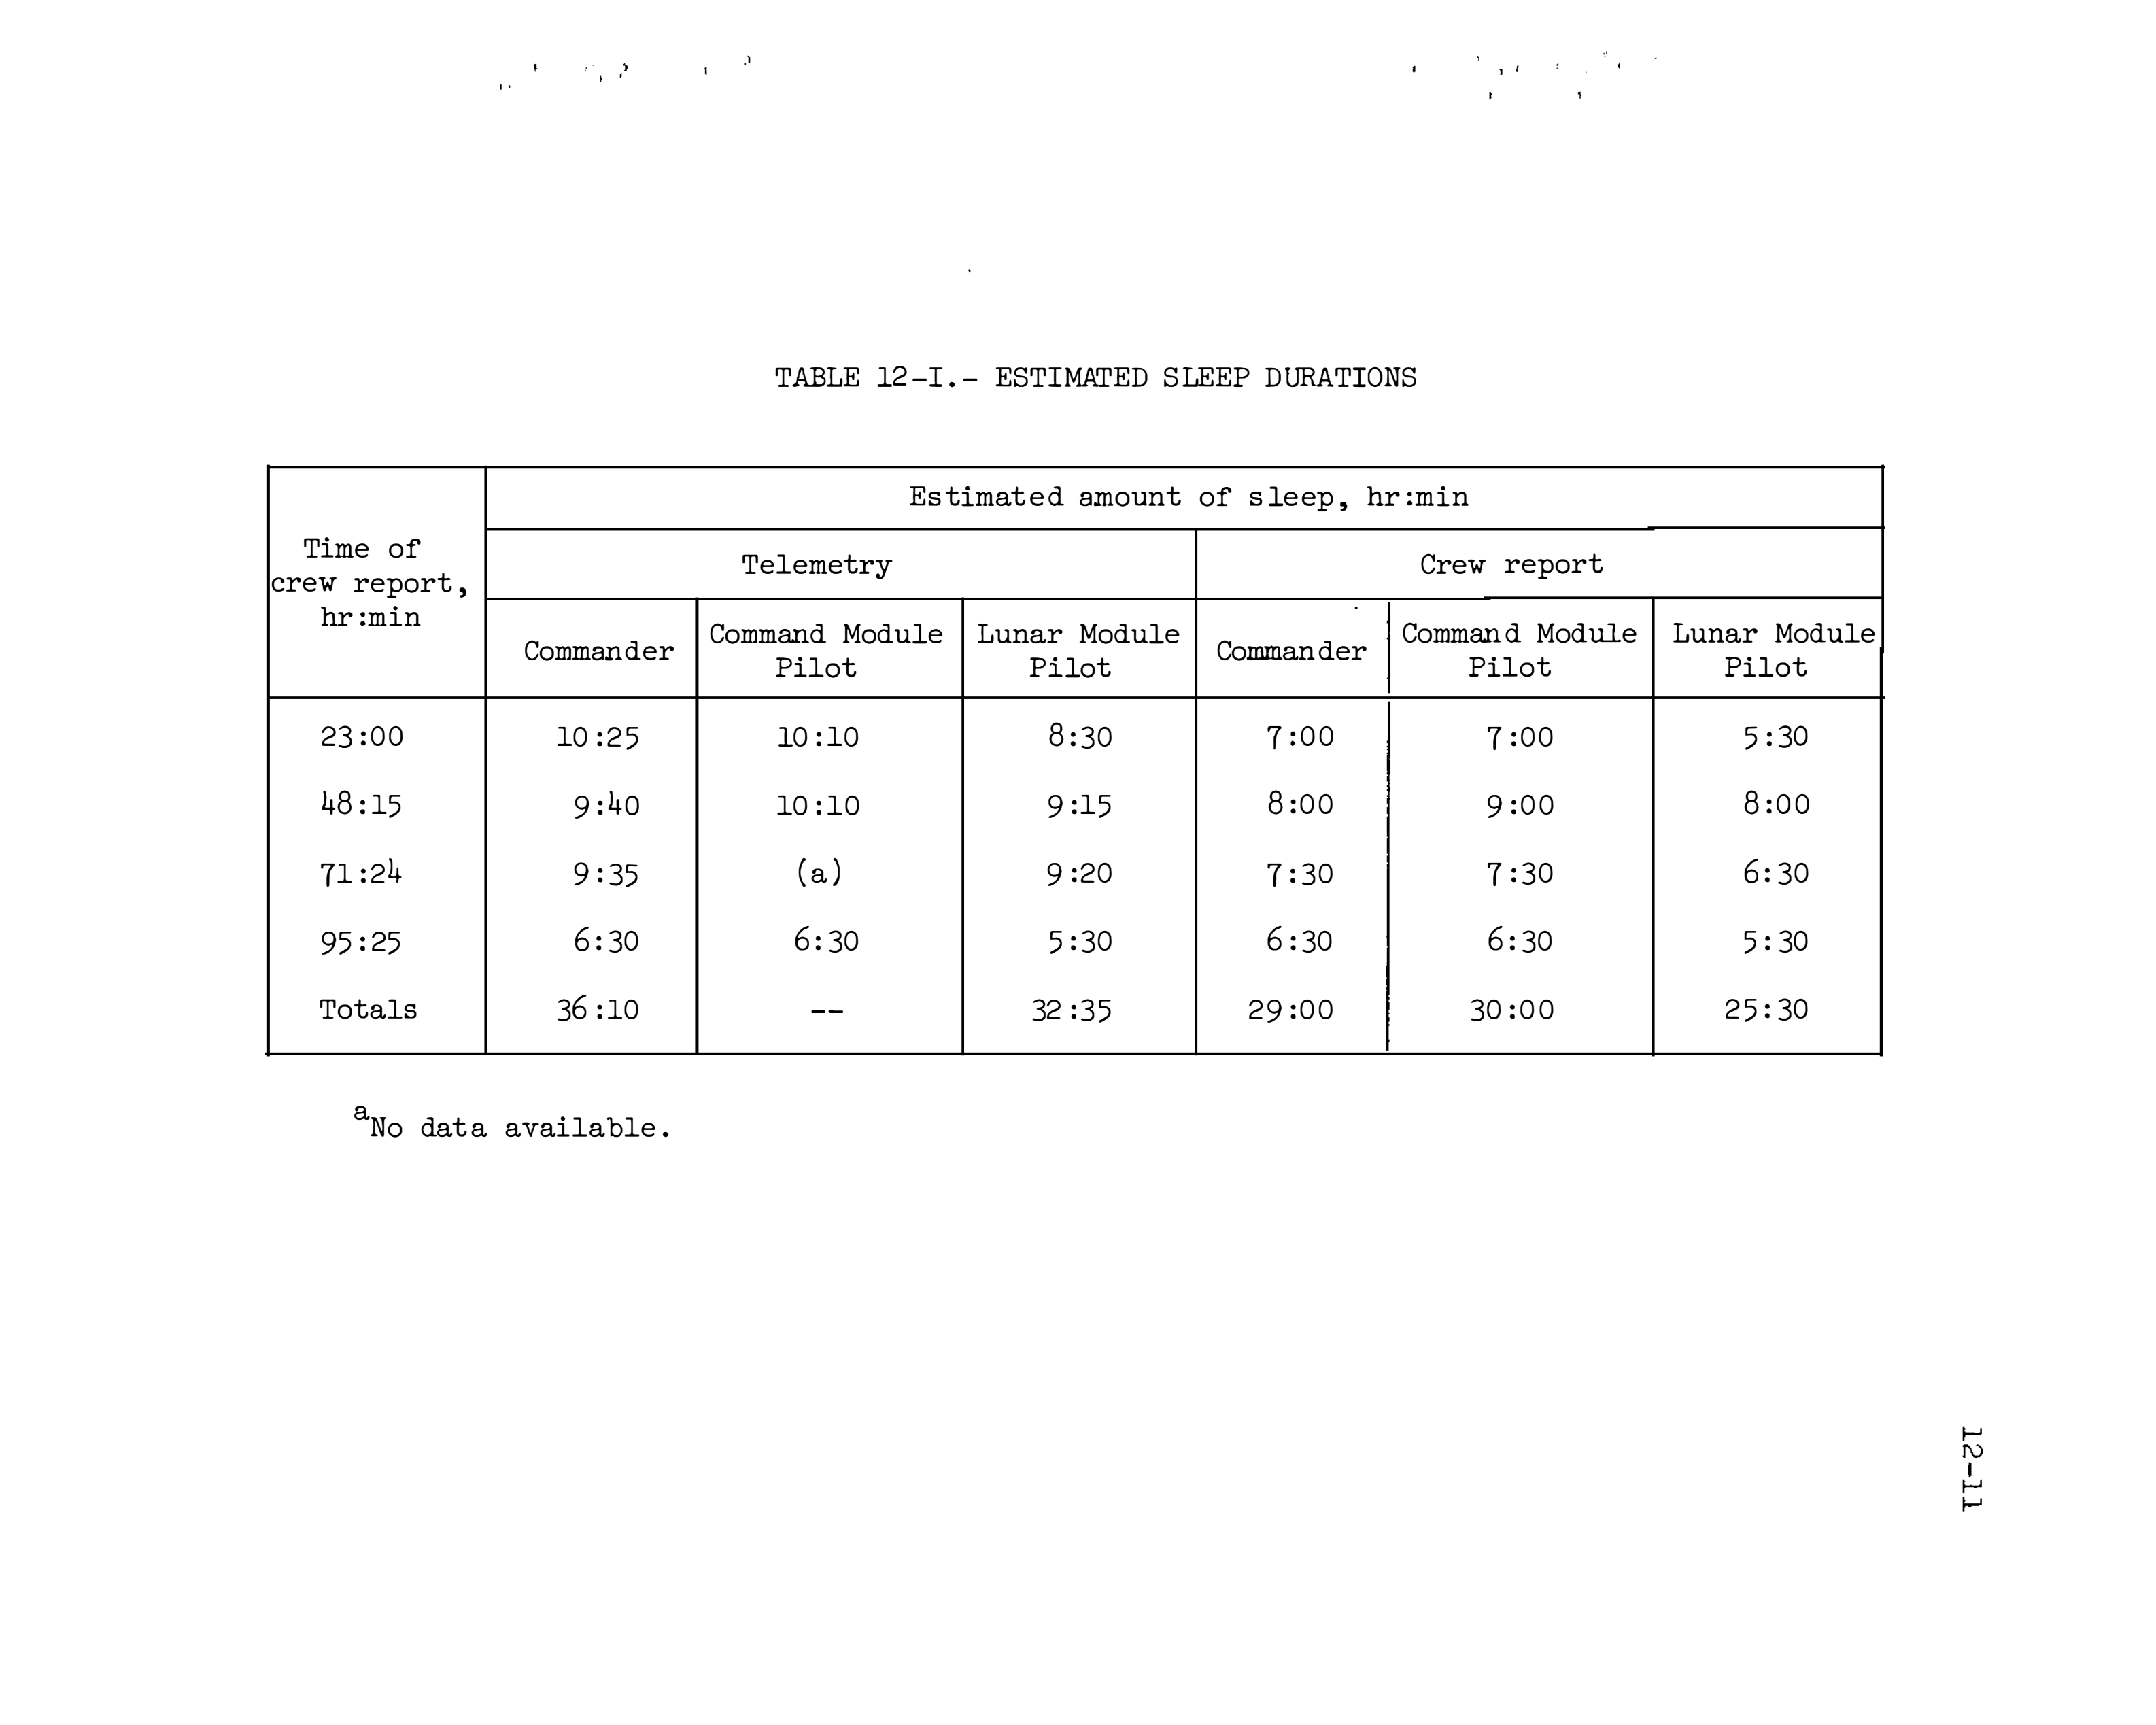 TABLE 12-I.- ESTIMATED SLEEP DURATIONS
Time of
crew report,
hr:min
Estimated amount of sleep, hr:min
Telemetry
Crew report
Commander
Command Module
Pilot
Lunar Module
Pilot
Commander
Command Module
Pilot
Lunar Module
Pilot
23:00 10:25 10:10 8:30 7:00 7:00 5:30
48:15 9:40 10:10 9:15 8:00 9:00 8:00
71:24 9:35 (a) 9:20 7:30 7:30 6:30
95:25 6:30 6:30 5:30 6:30 6:30 5:30
Totals 36:10 -- 32:35 29:00 30:00 25:30
aNo data available.
12-11